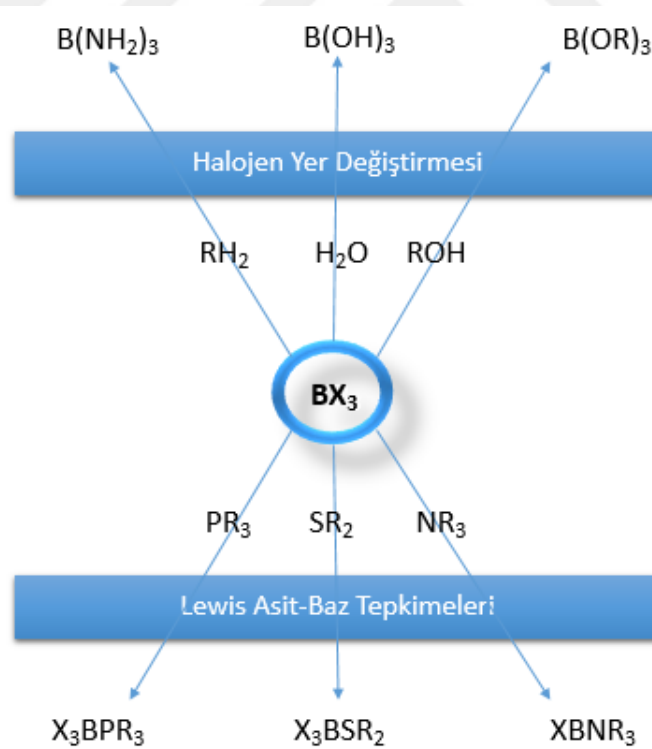 B(NH₂)₃ B(OH)₃ B(OR)₃
Halojen Yer Değiştirmesi
RH₂ H₂O ROH
BX₃
PR₃ SR₂ NR₃
Lewis Asit-Baz Tepkimeleri
X₃BPR₃ X₃BSR₂ XBNR₃